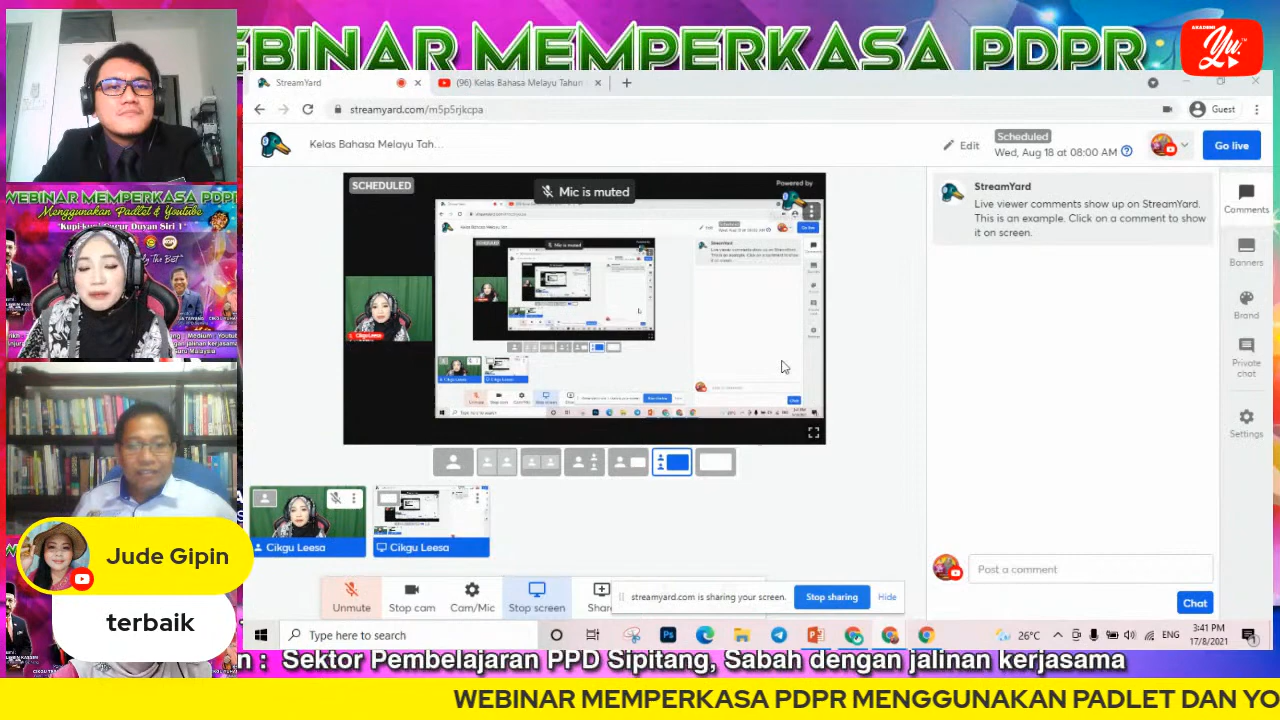 WEBINAR MEMPERKASA PDPR
AKADEMI
YuTM
StreamYard
(96) Kelas Bahasa Melayu Tahun
streamyard.com/m5p5rjkcpa
Guest
Kelas Bahasa Melayu Tah...
Edit
Scheduled
Wed, Aug 18 at 08:00 AM
Go live
SCHEDULED
Mic is muted
Powered by
StreamYard
Live viewer comments show up on StreamYard.
This is an example. Click on a comment to show
it on screen.
Comments
Banners
Brand
Private
chat
Settings
WEBINAR MEMPERKASA PDPR
Menggunakan Padlet & Youtube
CikguLeesa
Cikgu Leesa
Cikgu Leesa
Unmute
Stop cam
Cam/Mic
Stop screen
Shar
streamyard.com is sharing your screen.
Stop sharing
Hide
Post a comment
Chat
Type here to search
26°C
ENG
3:41 PM
17/8/2021
Jude Gipin
terbaik
n : Sektor Pembelajaran PPD Sipitang, Sabah dengan jalinan kerjasama
WEBINAR MEMPERKASA PDPR MENGGUNAKAN PADLET DAN YO